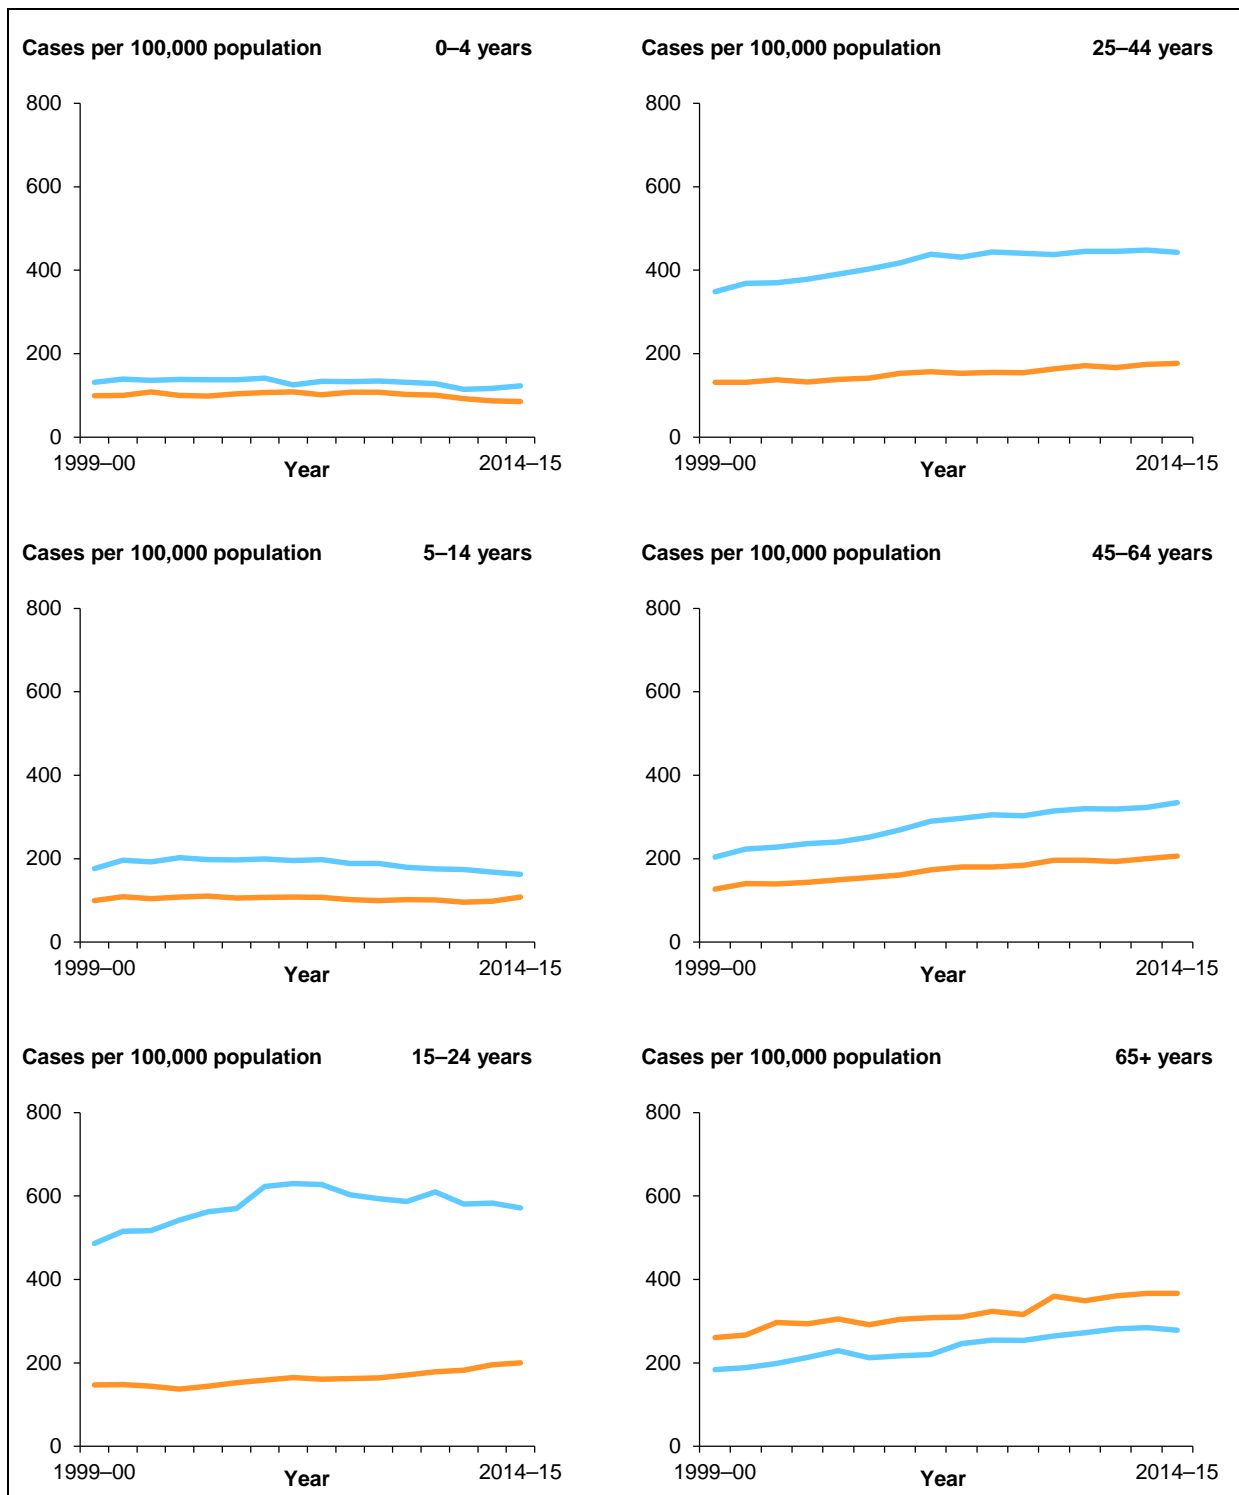 Cases per 100,000 population 0–4 years
800
600
400
200
0
1999–00 Year 2014–15
Cases per 100,000 population 25–44 years
800
600
400
200
0
1999–00 Year 2014–15
Cases per 100,000 population 5–14 years
800
600
400
200
0
1999–00 Year 2014–15
Cases per 100,000 population 45–64 years
800
600
400
200
0
1999–00 Year 2014–15
Cases per 100,000 population 15–24 years
800
600
400
200
0
1999–00 Year 2014–15
Cases per 100,000 population 65+ years
800
600
400
200
0
1999–00 Year 2014–15